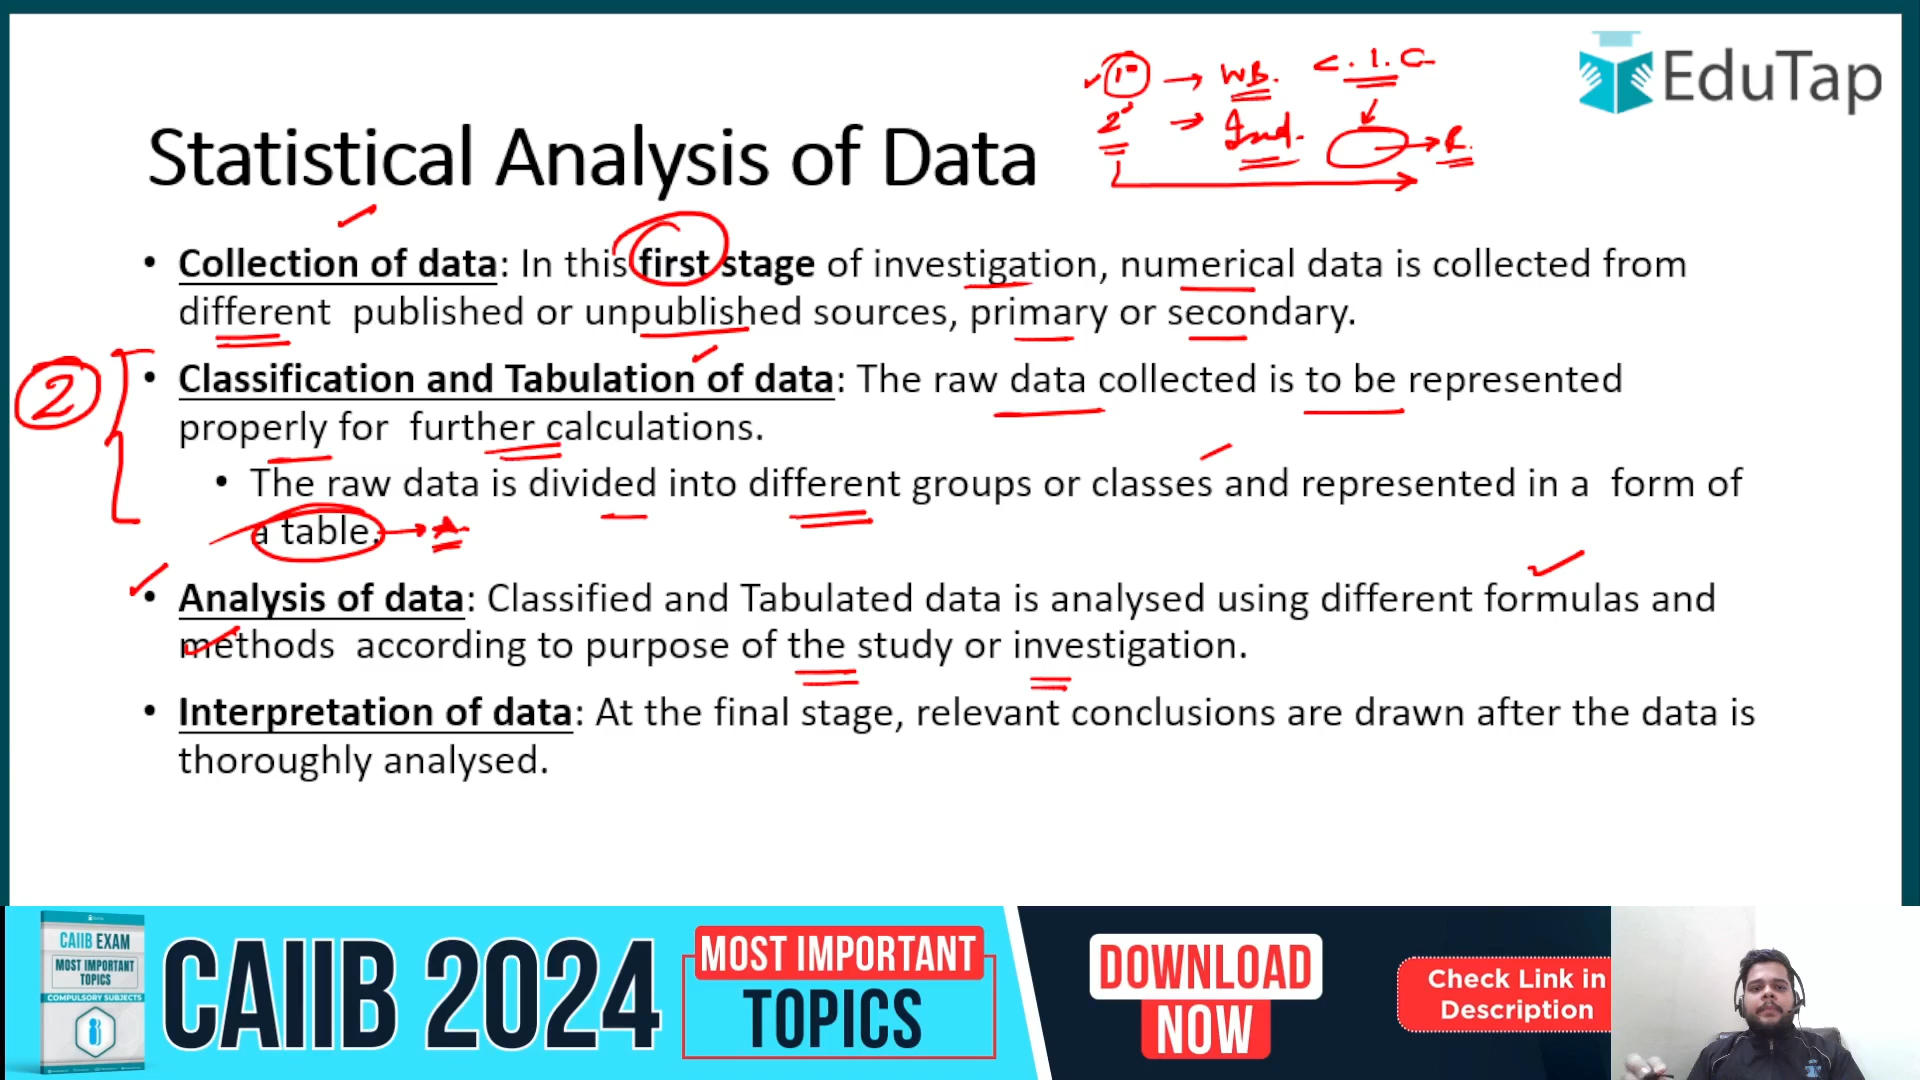 1° → W.B. C.I.G
2° → Ind. → R.
EduTap
Statistical Analysis of Data
• Collection of data: In this first stage of investigation, numerical data is collected from
different published or unpublished sources, primary or secondary.
2
• Classification and Tabulation of data: The raw data collected is to be represented
properly for further calculations.
• The raw data is divided into different groups or classes and represented in a form of
a table.
• Analysis of data: Classified and Tabulated data is analysed using different formulas and
methods according to purpose of the study or investigation.
• Interpretation of data: At the final stage, relevant conclusions are drawn after the data is
thoroughly analysed.
CAIIB EXAM
MOST IMPORTANT
TOPICS
COMPULSORY SUBJECTS
CAIIB 2024
MOST IMPORTANT
TOPICS
DOWNLOAD
NOW
Check Link in
Description